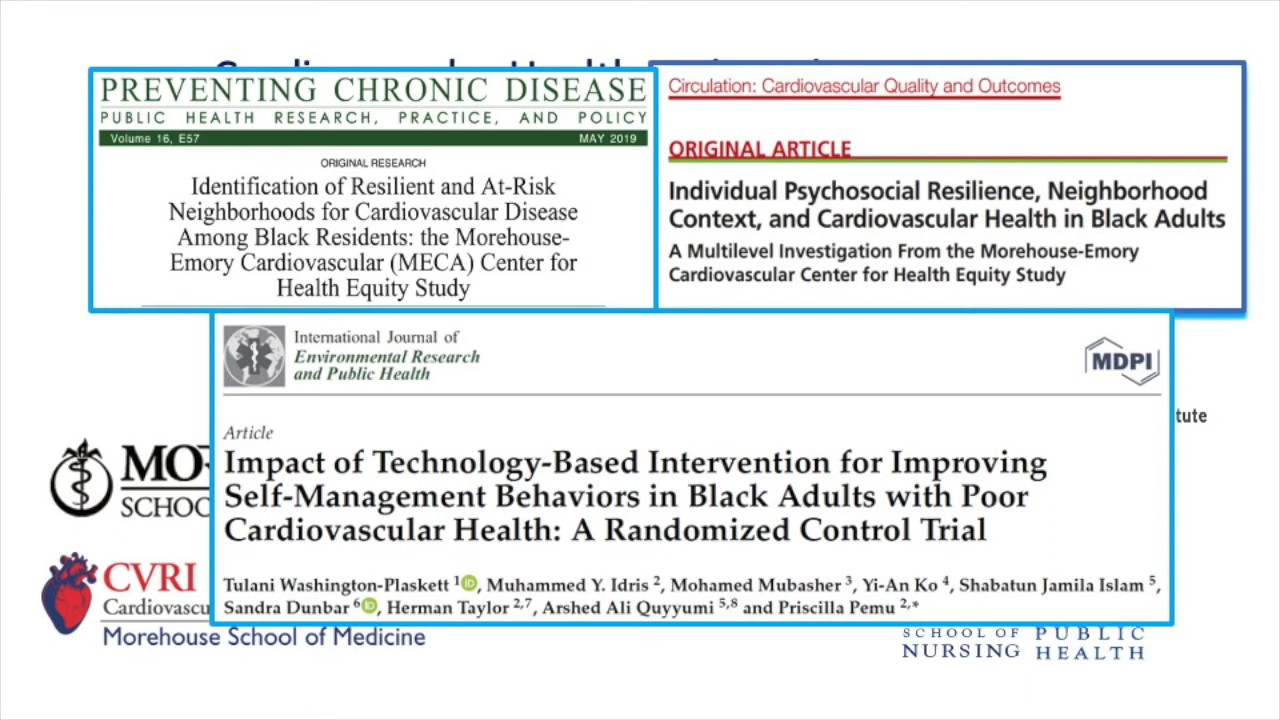 PREVENTING CHRONIC DISEASE
PUBLIC HEALTH RESEARCH, PRACTICE, AND POLICY
Volume 16, E57 MAY 2019
ORIGINAL RESEARCH
Identification of Resilient and At-Risk
Neighborhoods for Cardiovascular Disease
Among Black Residents: the Morehouse-
Emory Cardiovascular (MECA) Center for
Health Equity Study
Circulation: Cardiovascular Quality and Outcomes
ORIGINAL ARTICLE
Individual Psychosocial Resilience, Neighborhood
Context, and Cardiovascular Health in Black Adults
A Multilevel Investigation From the Morehouse-Emory
Cardiovascular Center for Health Equity Study
International Journal of
Environmental Research
and Public Health
MDPI
Article
Impact of Technology-Based Intervention for Improving
Self-Management Behaviors in Black Adults with Poor
Cardiovascular Health: A Randomized Control Trial
Tulani Washington-Plaskett 1 iD, Muhammed Y. Idris 2, Mohamed Mubasher 3, Yi-An Ko 4, Shabatun Jamila Islam 5,
Sandra Dunbar 6 iD, Herman Taylor 2,7, Arshed Ali Quyyumi 5,8 and Priscilla Pemu 2,*
tute
MO
SCHOO
CVRI
Cardiovascu
Morehouse School of Medicine
SCHOOL OF
NURSING
PUBLIC
HEALTH